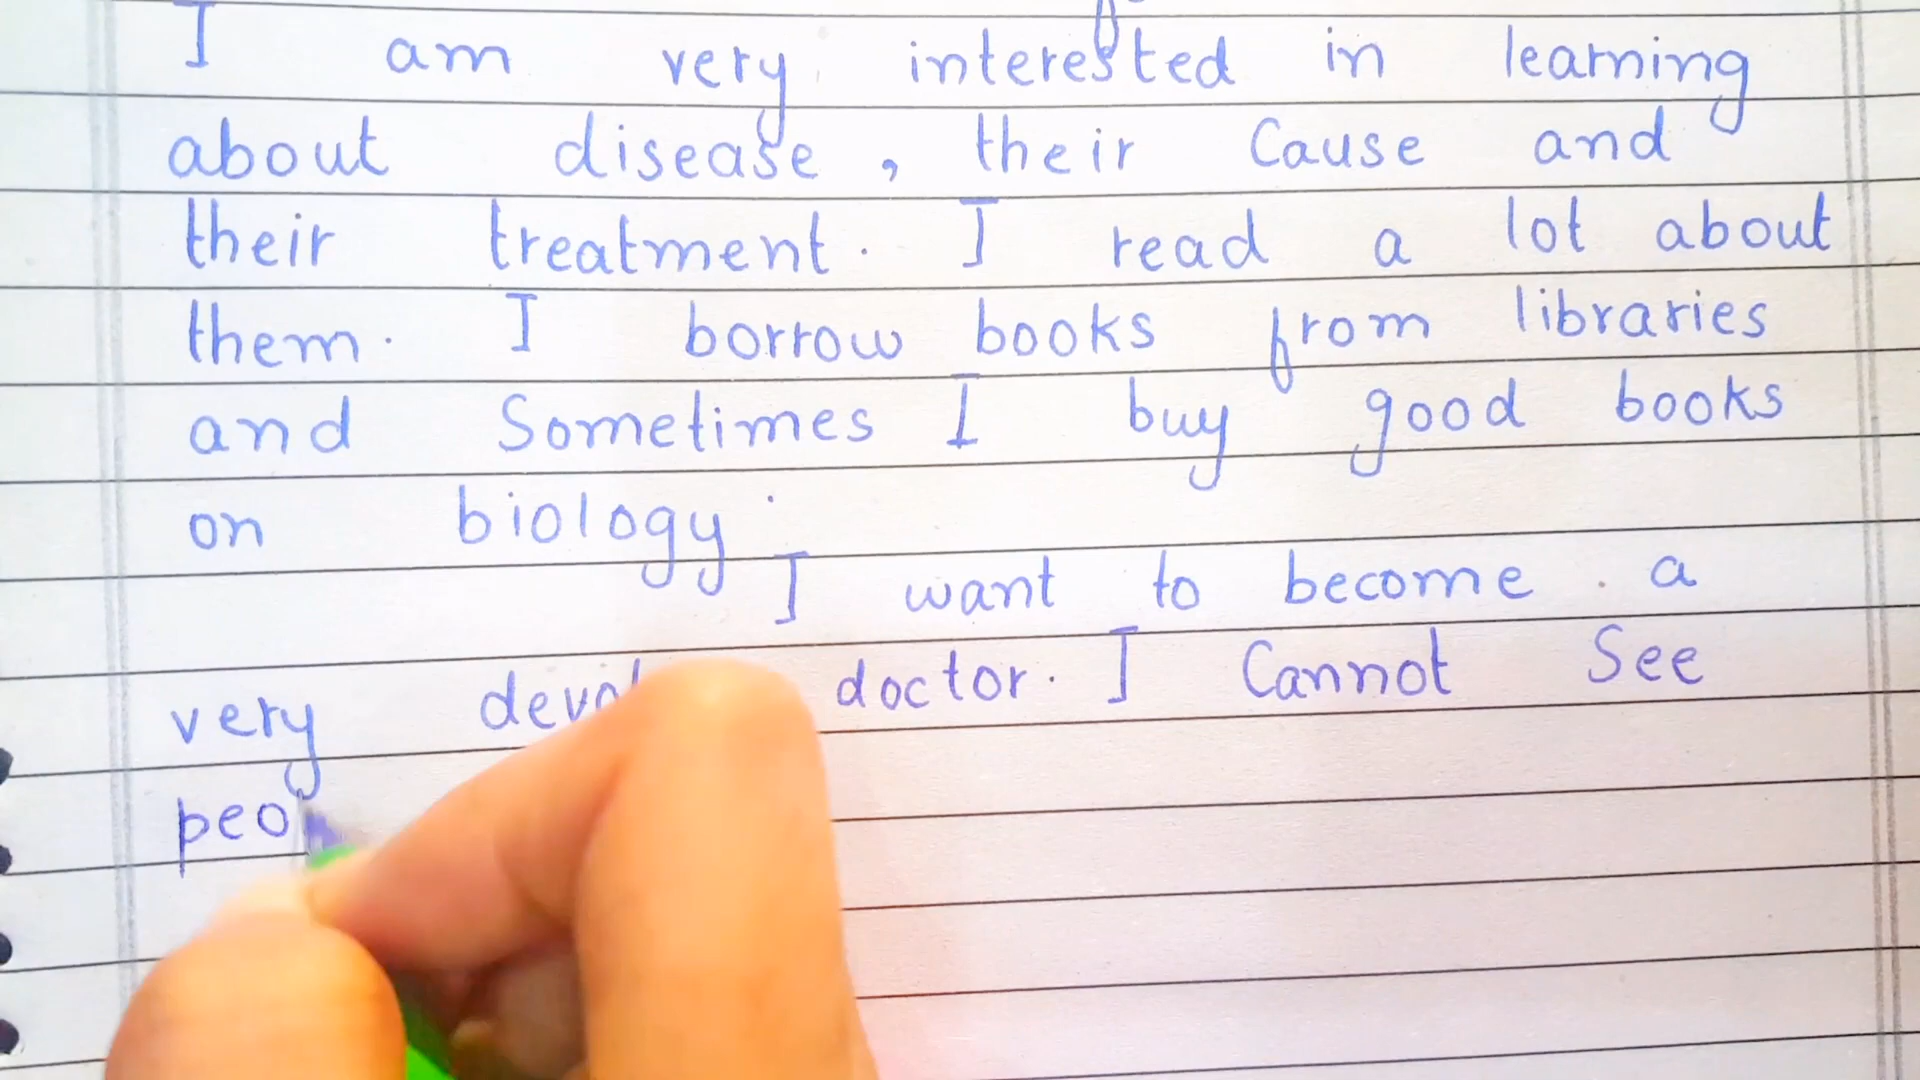 I am very interested in learning
about disease, their Cause and
their treatment. I read a lot about
them. I borrow books from libraries
and Sometimes I buy good books
on biology.
I want to become a
very doctor. I Cannot See